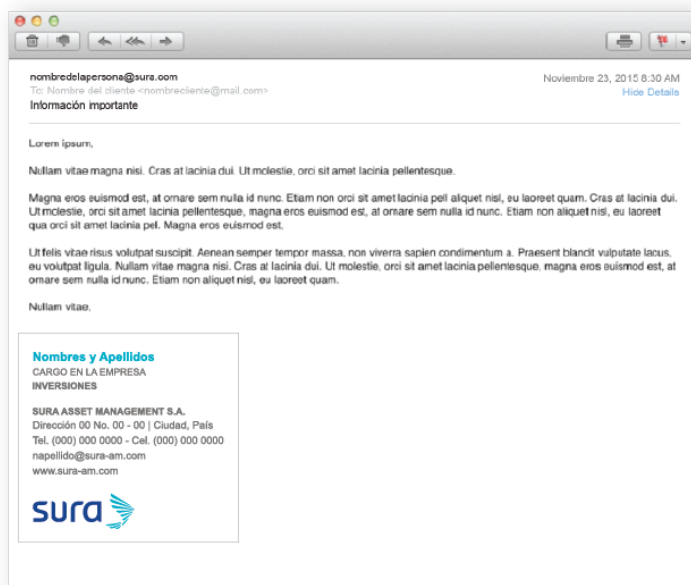 nombredelapersona@sura.com
Noviembre 23, 2015 8:30 AM
To: Nombre del cliente <nombrecliente@mail.com>
Hide Details
Información importante
Lorem ipsum,
Nullam vitae magna nisi. Cras at lacinia dui. Ut molestie, orci sit amet lacinia pellentesque.
Magna eros euismod est, at ornare sem nulla id nunc. Etiam non orci sit amet lacinia pell aliquet nisl, eu laoreet quam. Cras at lacinia dui.
Ut molestie, orci sit amet lacinia pellentesque, magna eros euismod est, at ornare sem nulla id nunc. Etiam non aliquet nisl, eu laoreet
qua orci sit amet lacinia pel. Magna eros euismod est,
Ut felis vitae risus volutpat suscipit. Aenean semper tempor massa, non viverra sapien condimentum a. Praesent blandit vulputate lacus,
eu volutpat ligula. Nullam vitae magna nisi. Cras at lacinia dui. Ut molestie, orci sit amet lacinia pellentesque, magna eros euismod est, at
ornare sem nulla id nunc. Etiam non aliquet nisl, eu laoreet quam.
Nullam vitae,
Nombres y Apellidos
CARGO EN LA EMPRESA
INVERSIONES
SURA ASSET MANAGEMENT S.A.
Dirección 00 No. 00 - 00 | Ciudad, País
Tel. (000) 000 0000 - Cel. (000) 000 0000
napellido@sura-am.com
www.sura-am.com
sura